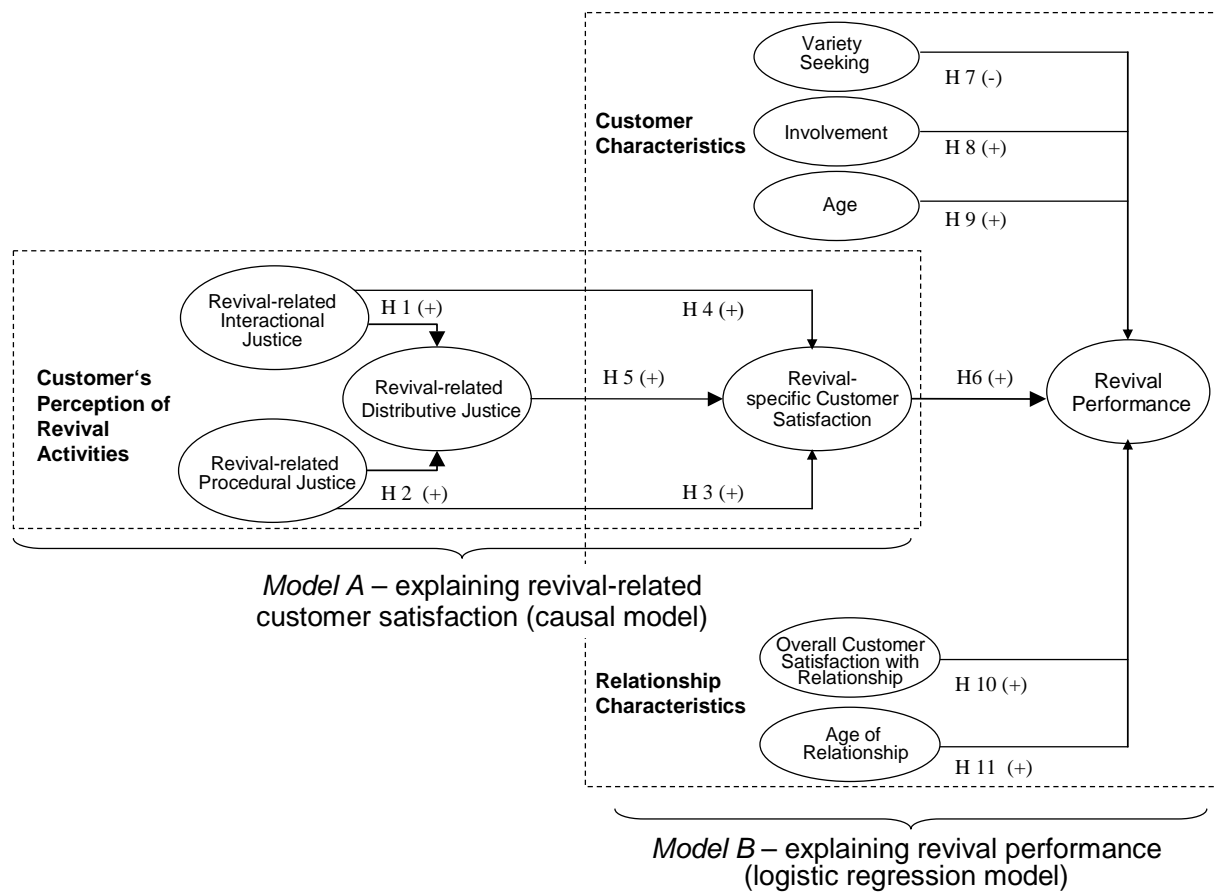 Variety
Seeking
H 7 (-)
Customer
Characteristics
Involvement
H 8 (+)
Age
H 9 (+)
Revival-related
Interactional
Justice
H 1 (+)
H 4 (+)
Customer‘s
Perception of
Revival
Activities
Revival-related
Distributive Justice
H 5 (+)
Revival-
specific Customer
Satisfaction
H6 (+)
Revival
Performance
Revival-related
Procedural Justice
H 2 (+)
H 3 (+)
Model A – explaining revival-related
customer satisfaction (causal model)
Relationship
Characteristics
Overall Customer
Satisfaction with
Relationship
H 10 (+)
Age of
Relationship
H 11 (+)
Model B – explaining revival performance
(logistic regression model)